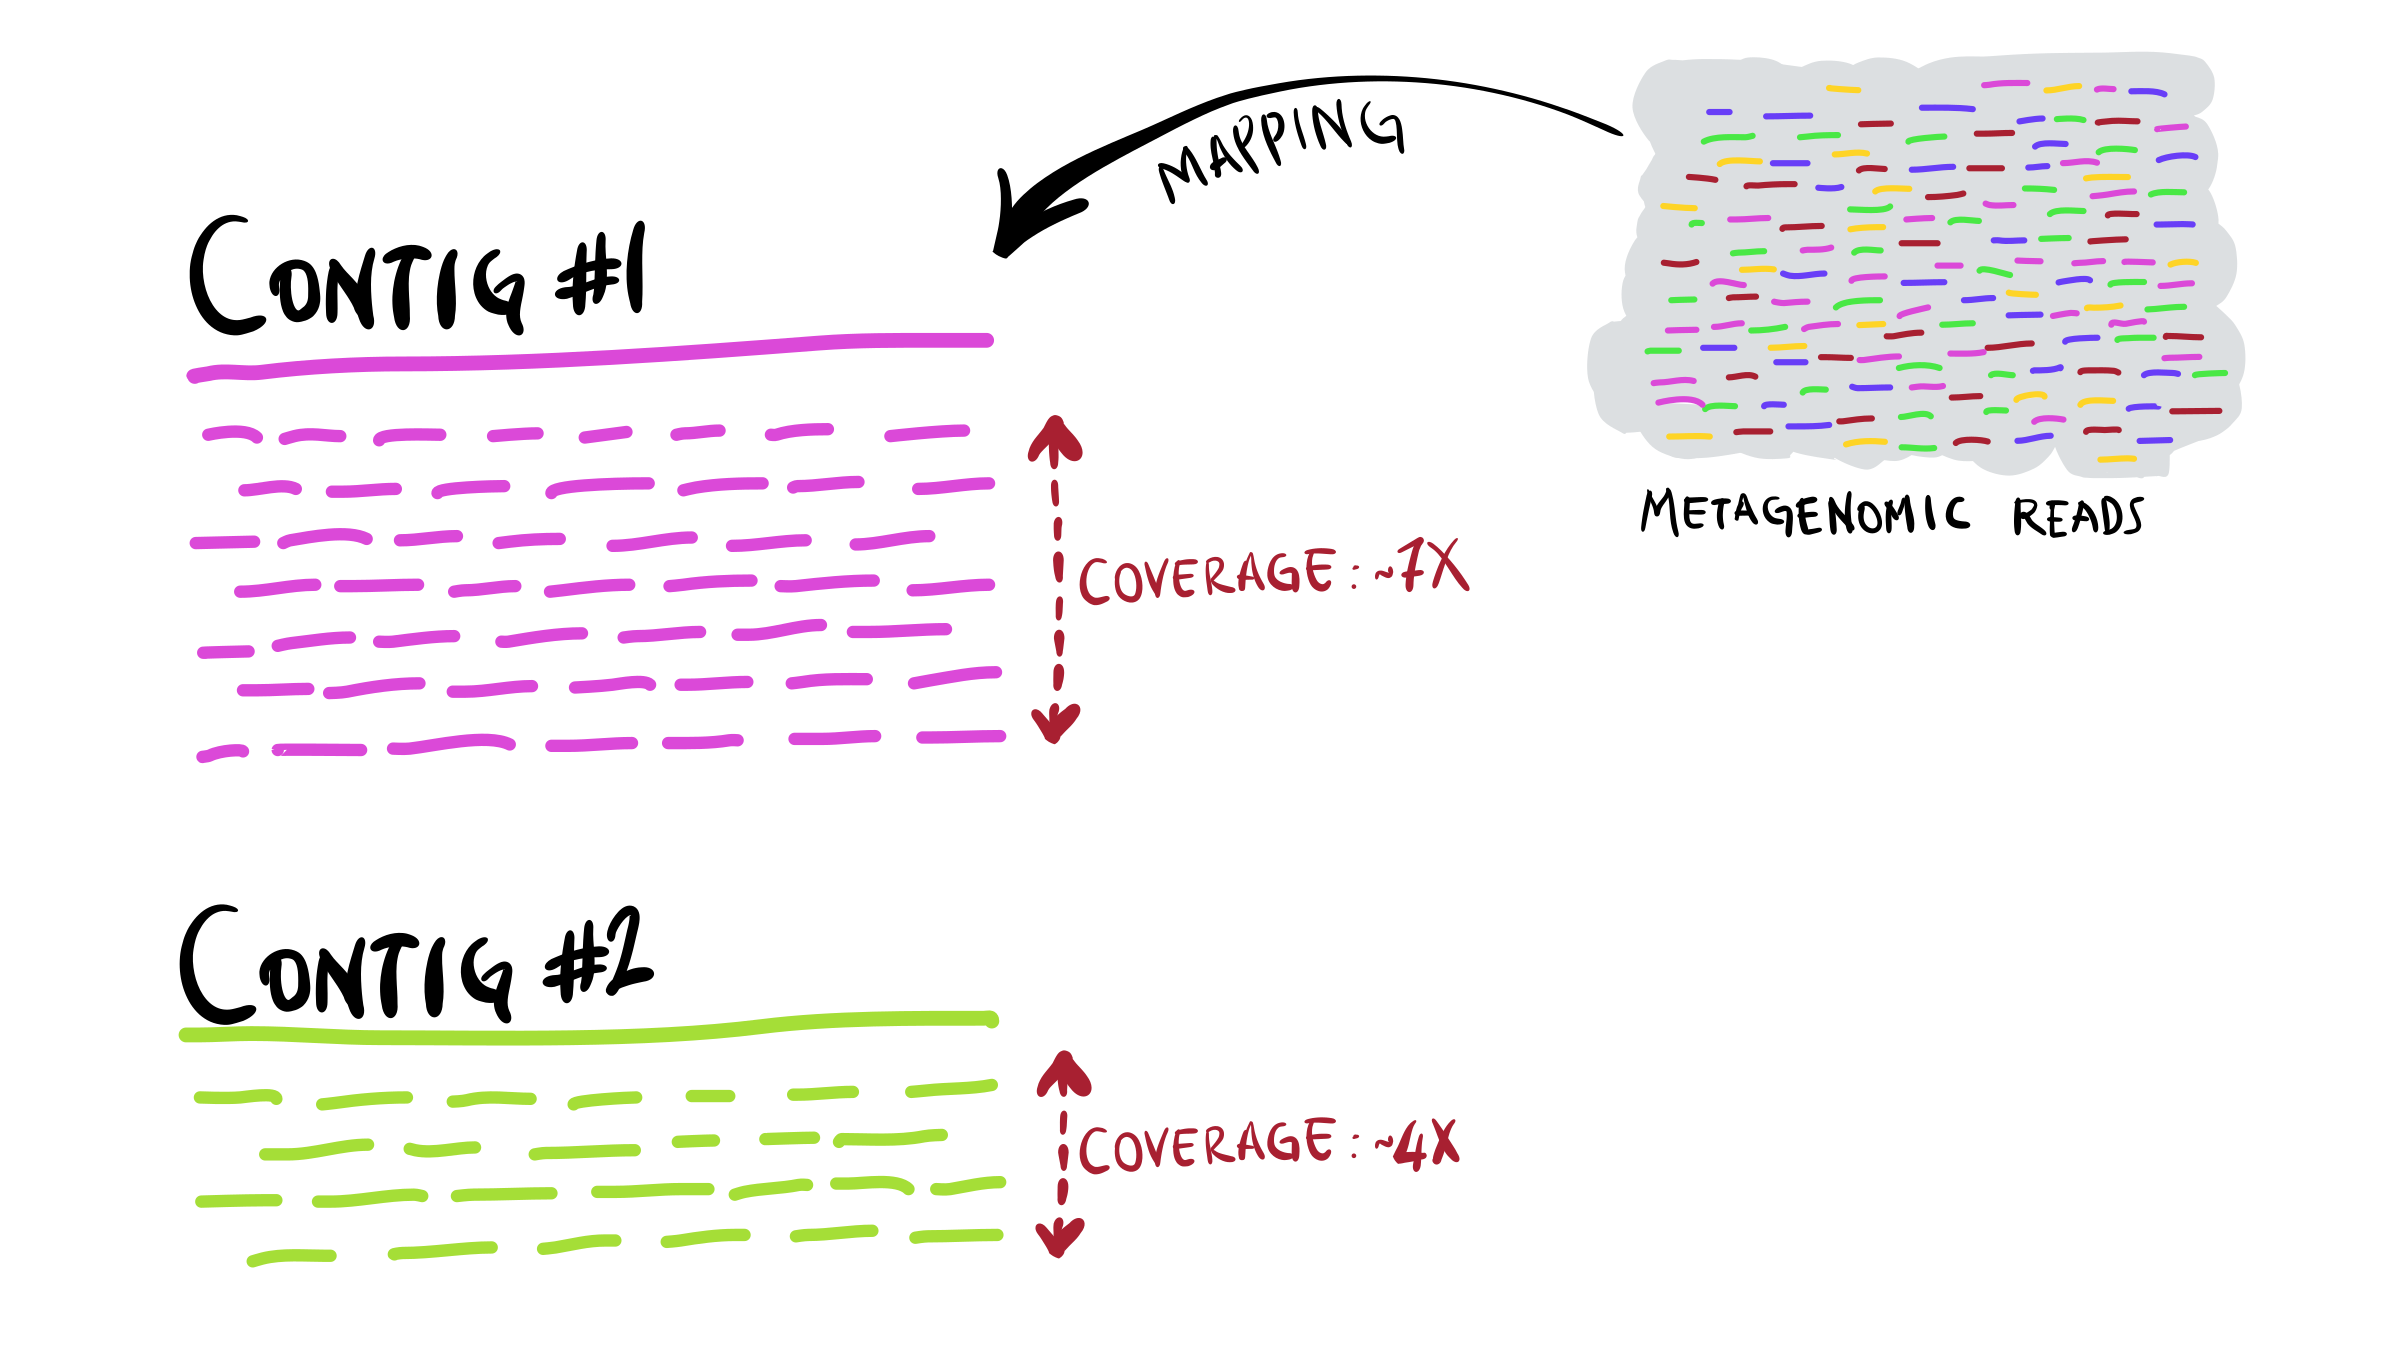 MAPPING
CONTIG #1
METAGENOMIC READS
COVERAGE: ~7X
CONTIG #2
COVERAGE: ~4X